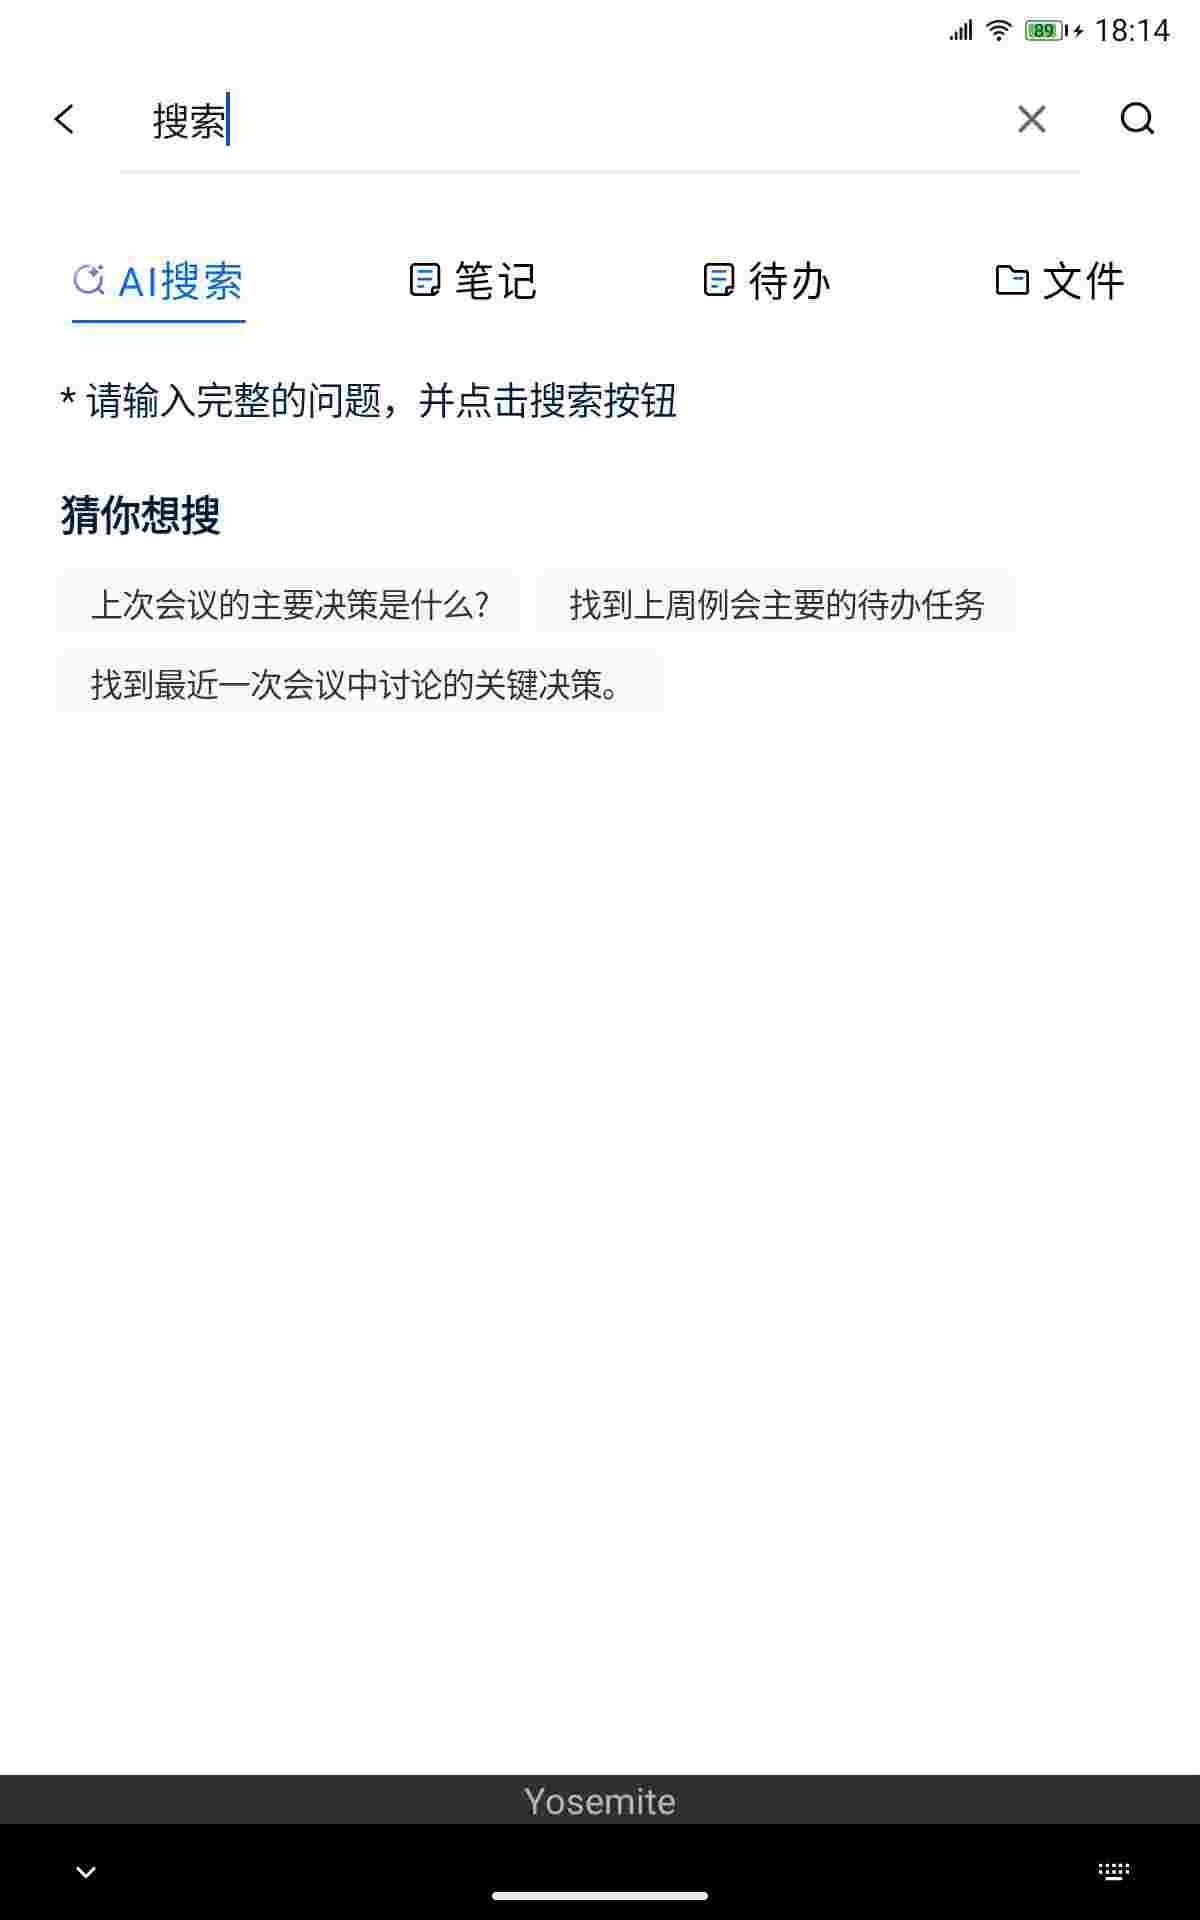 89 18:14
搜索
AI搜索 笔记 待办 文件
* 请输入完整的问题，并点击搜索按钮
猜你想搜
上次会议的主要决策是什么? 找到上周例会主要的待办任务
找到最近一次会议中讨论的关键决策。
Yosemite